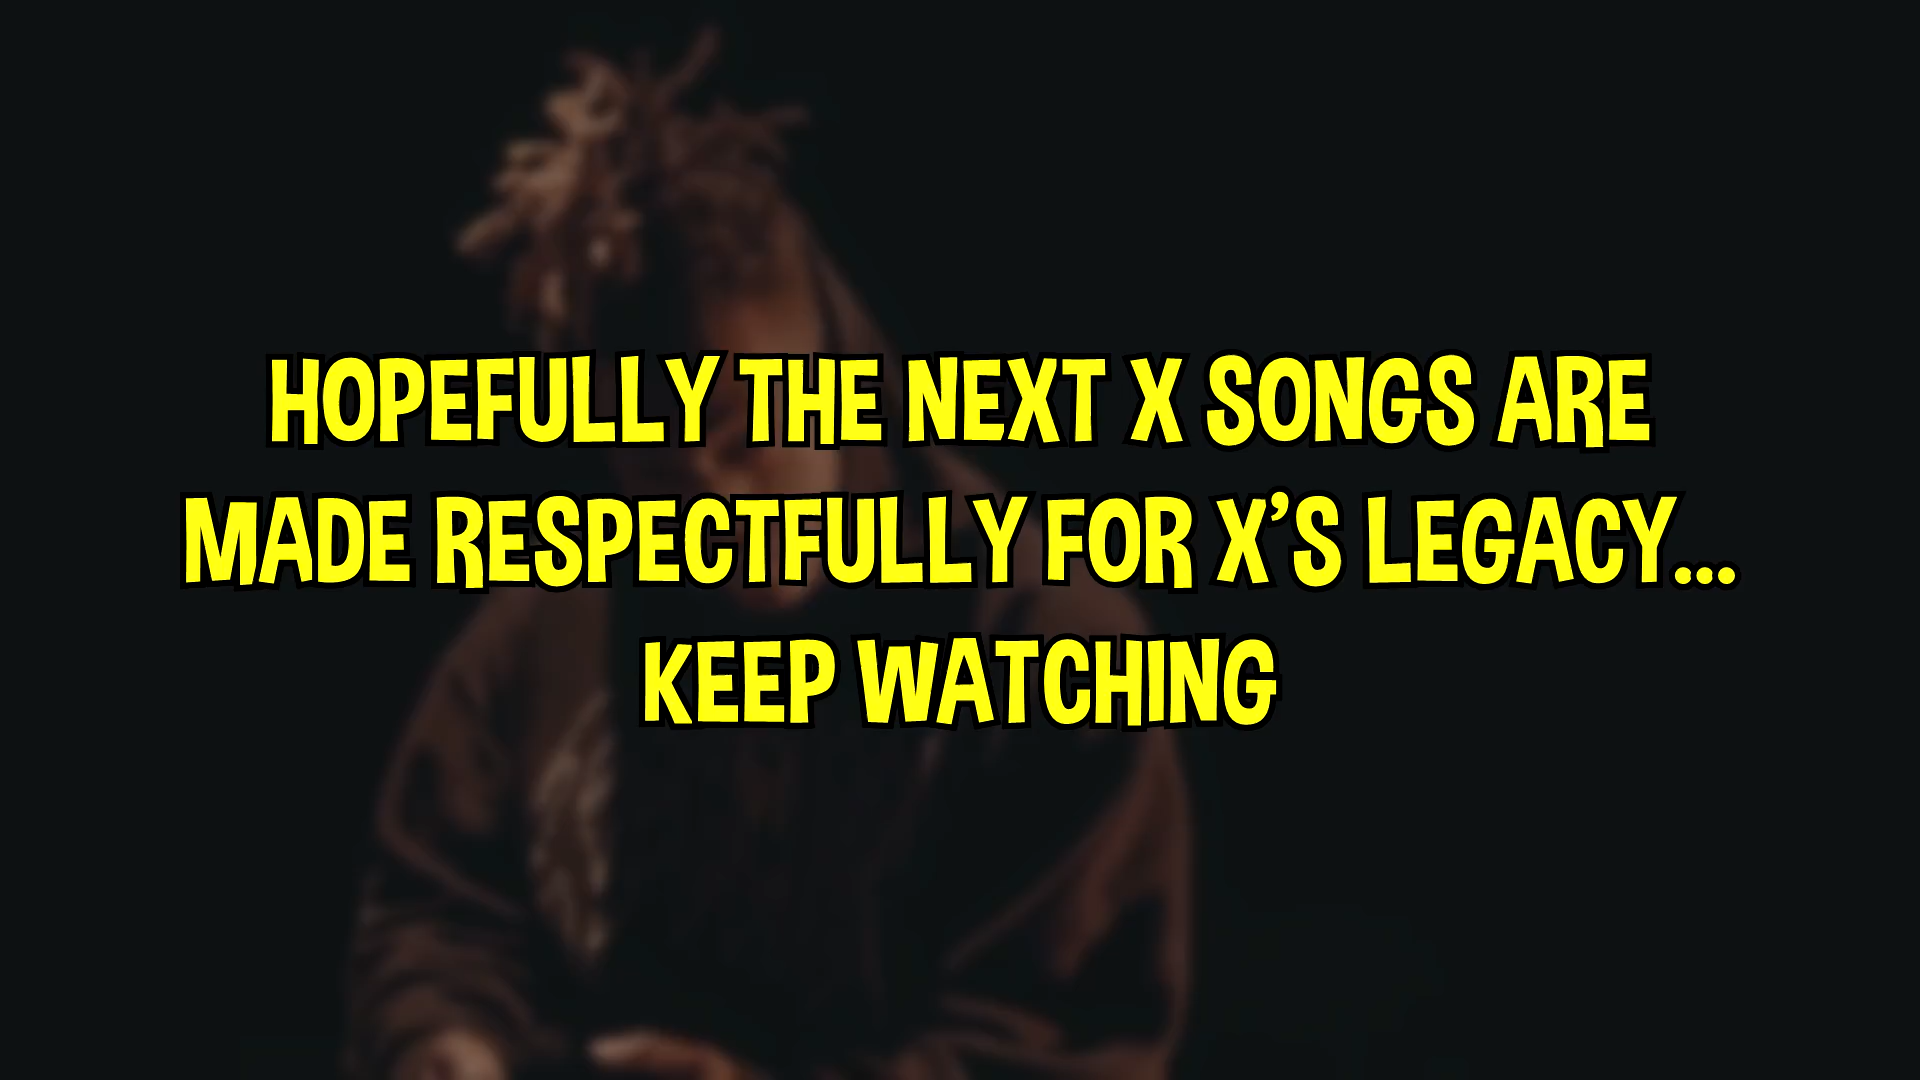 HOPEFULLY THE NEXT X SONGS ARE
MADE RESPECTFULLY FOR X’S LEGACY...
KEEP WATCHING